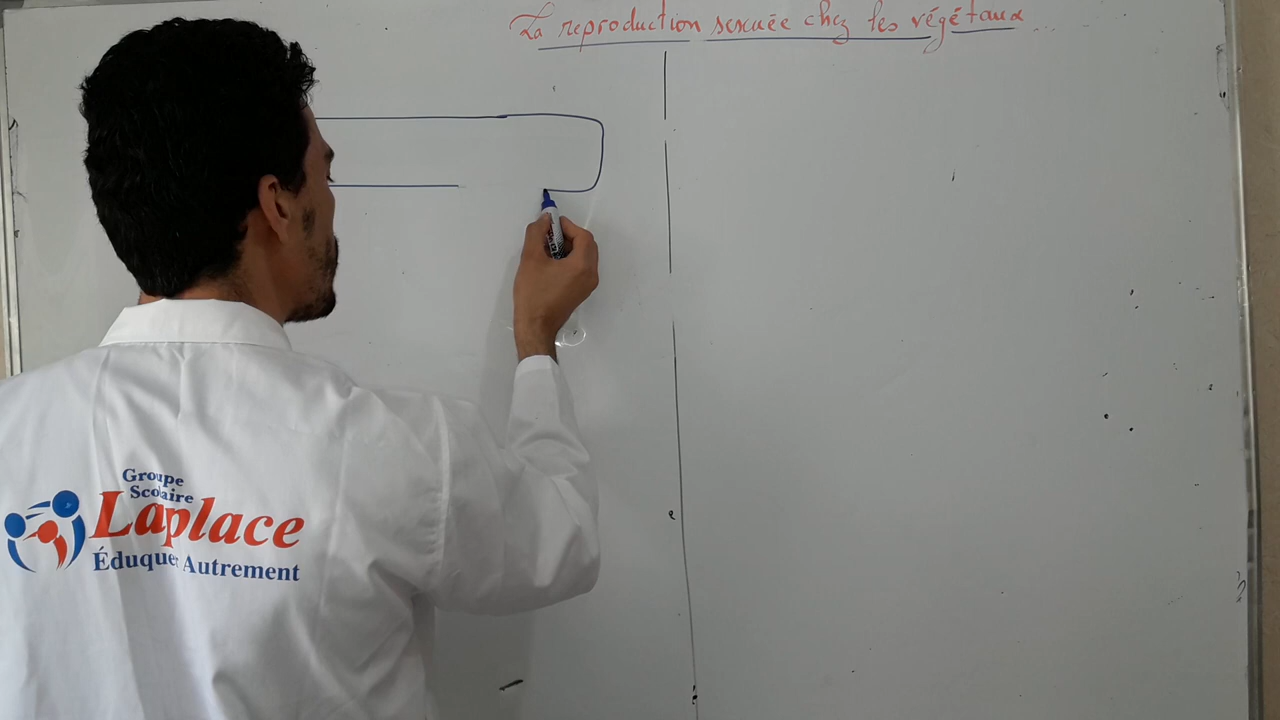 La reproduction sexuée chez les végétaux ...
Groupe
Scolaire
Laplace
Éduquer Autrement